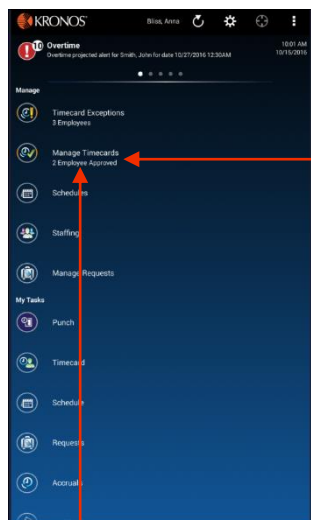 KRONOS
Bliss, Anna
10
Overtime
Overtime projected alert for Smith, John for date 10/27/2016 12:30AM
10:01 AM
10/15/2016
Manage
Timecard Exceptions
3 Employees
Manage Timecards
2 Employee Approved
Schedules
Staffing
Manage Requests
My Tasks
Punch
Timecard
Schedule
Requests
Accruals